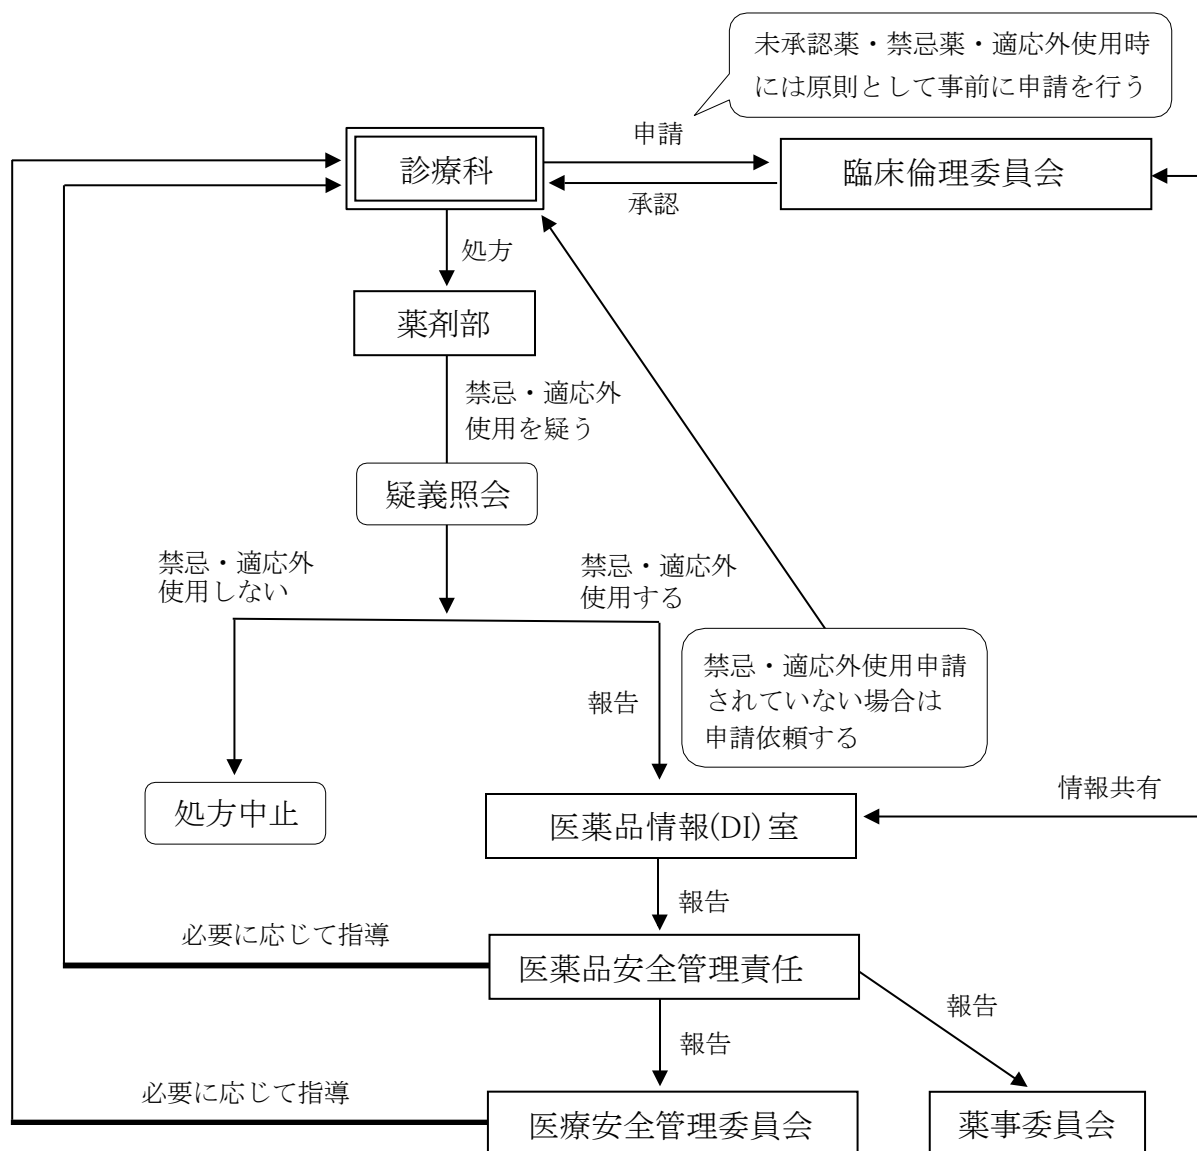 未承認薬・禁忌薬・適応外使用時
には原則として事前に申請を行う
申請
診療科
臨床倫理委員会
承認
処方
薬剤部
禁忌・適応外
使用を疑う
疑義照会
禁忌・適応外
使用しない
禁忌・適応外
使用する
禁忌・適応外使用申請
されていない場合は
申請依頼する
報告
処方中止
情報共有
医薬品情報(DI)室
報告
必要に応じて指導
医薬品安全管理責任
報告
報告
必要に応じて指導
医療安全管理委員会
薬事委員会